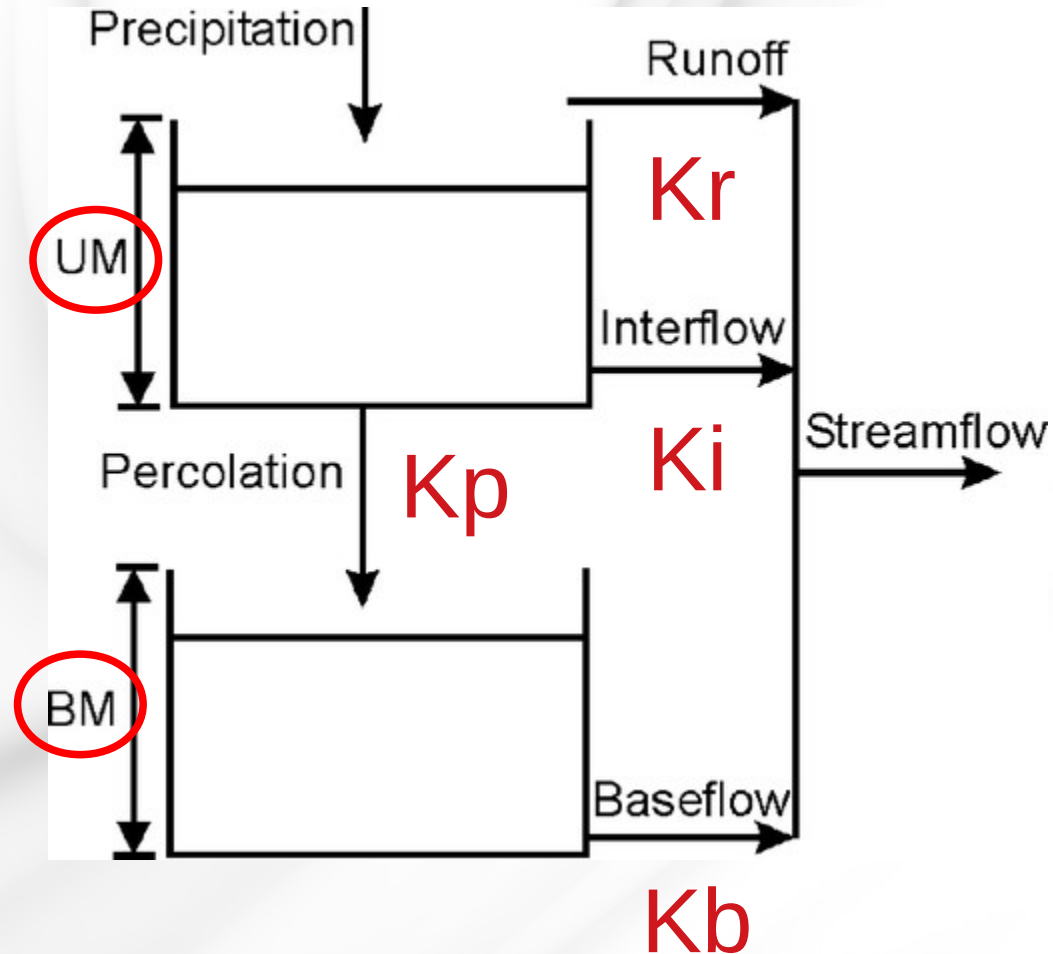 Precipitation
Runoff
Kr
UM
Interflow
Ki
Streamflow
Percolation
Kp
BM
Baseflow
Kb